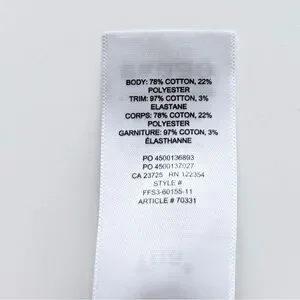 BODY: 78% COTTON, 22%
POLYESTER
TRIM: 97% COTTON, 3%
ELASTANE
CORPS: 78% COTON, 22%
POLYESTER
GARNITURE: 97% COTON, 3%
ÉLASTHANNE
PO 4500136893
PO 4500137027
CA 23725 RN 122354
STYLE #
FFS3-60155-11
ARTICLE # 70331